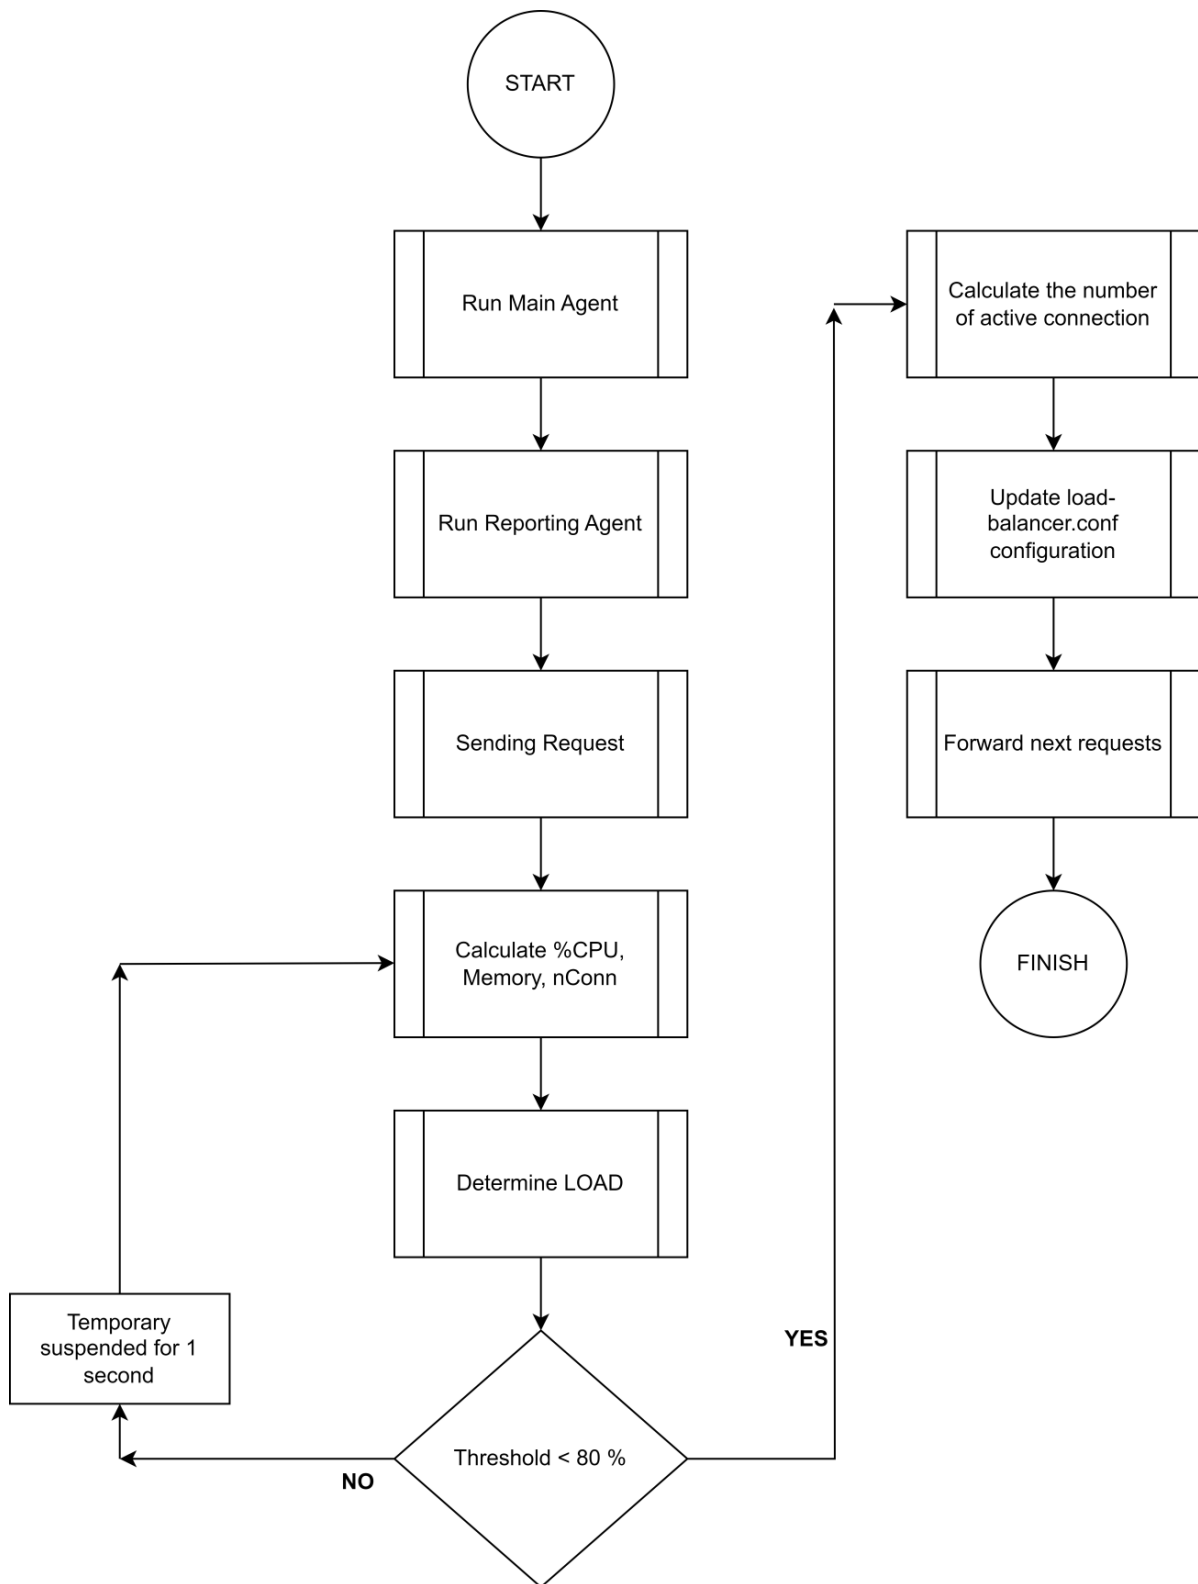 START
Run Main Agent
Run Reporting Agent
Sending Request
Calculate %CPU,
Memory, nConn
Determine LOAD
Threshold < 80 %
NO
Temporary
suspended for 1
second
YES
Calculate the number
of active connection
Update load-
balancer.conf
configuration
Forward next requests
FINISH